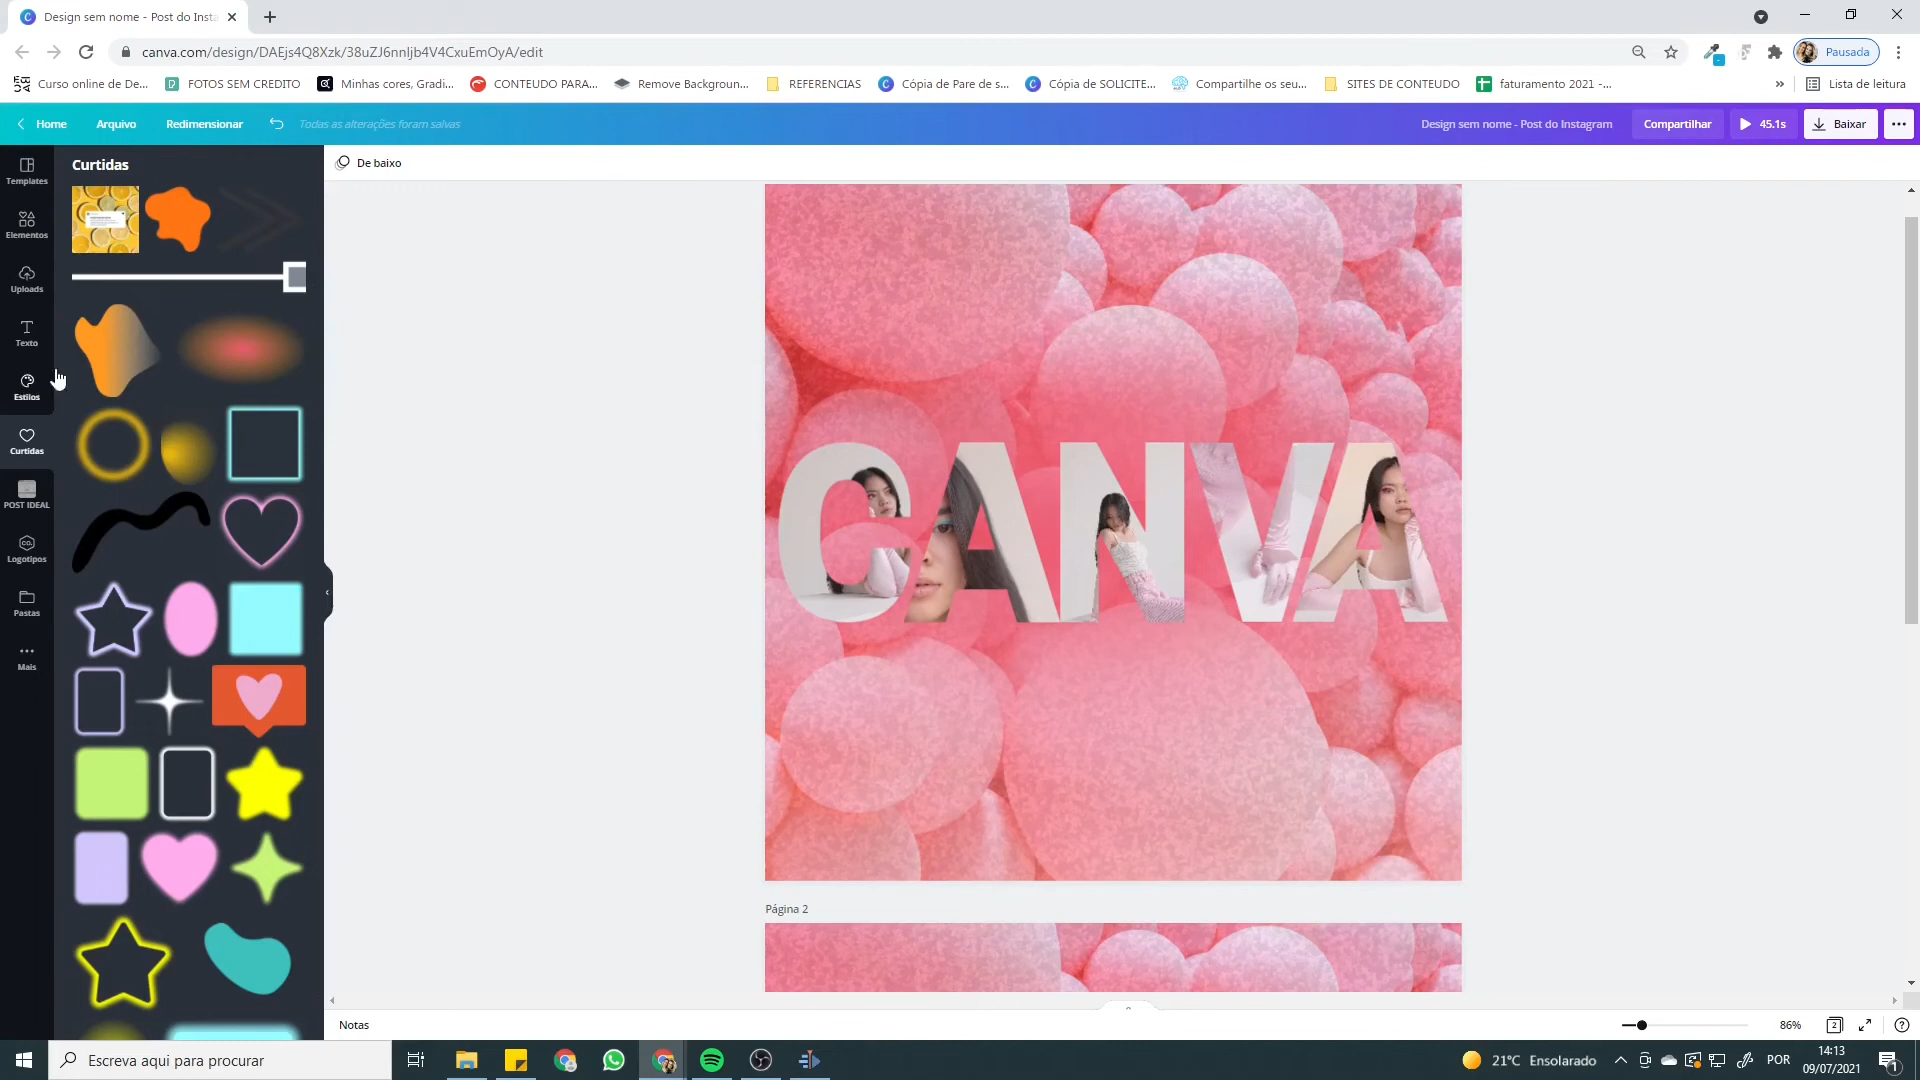 Design sem nome - Post do Insta
canva.com/design/DAEjs4Q8Xzk/38uZJ6nnljb4V4CxuEmOyA/edit
Pausada
Curso online de De...
FOTOS SEM CREDITO
Minhas cores, Gradi...
CONTEUDO PARA...
Remove Backgroun...
REFERENCIAS
Cópia de Pare de s...
Cópia de SOLICITE...
Compartilhe os seu...
SITES DE CONTEUDO
faturamento 2021 -...
»
Lista de leitura
Home
Arquivo
Redimensionar
Todas as alterações foram salvas
Design sem nome - Post do Instagram
Compartilhar
45.1s
Baixar
Templates
Elementos
Uploads
Texto
Estilos
Curtidas
POST IDEAL
Logotipos
Pastas
Mais
Curtidas
De baixo
CANVA
Página 2
Notas
86%
2
Escreva aqui para procurar
21°C Ensolarado
POR
14:13
09/07/2021
1